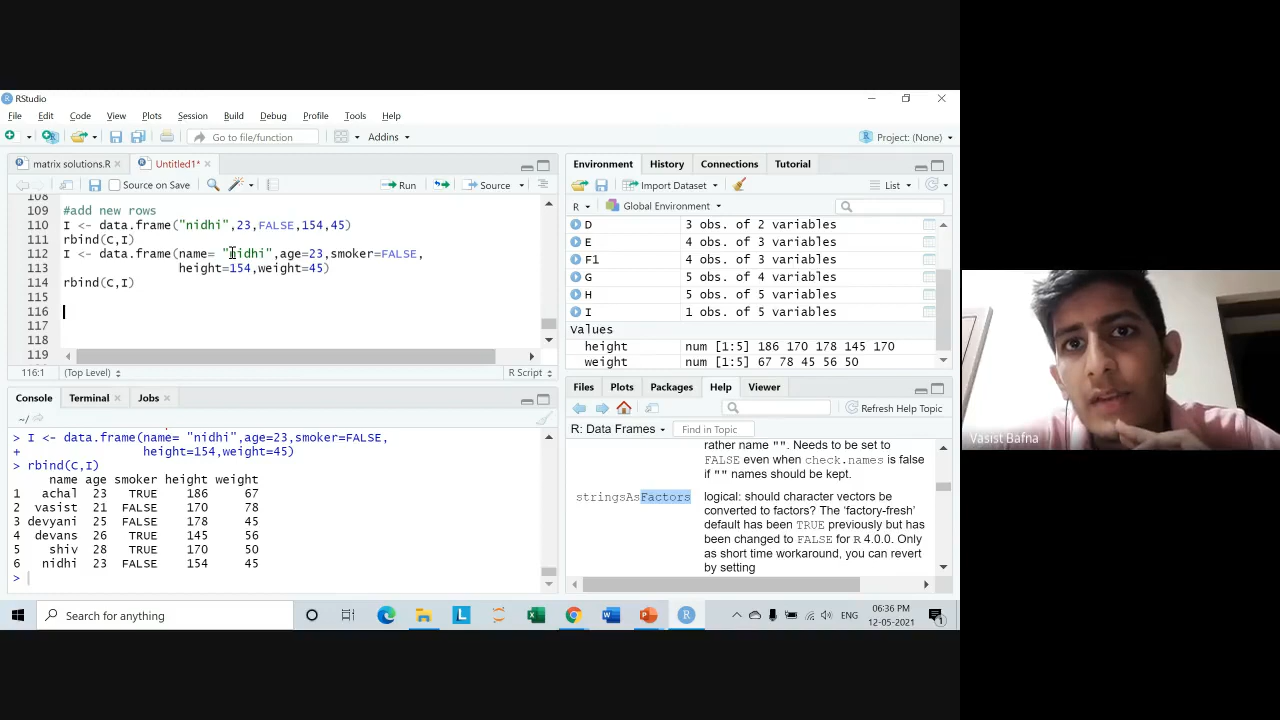 RStudio
File Edit Code View Plots Session Build Debug Profile Tools Help
Go to file/function Addins Project: (None)
matrix solutions.R Untitled1*
Source on Save Run Source
108
109 #add new rows
110 I <- data.frame("nidhi",23,FALSE,154,45)
111 rbind(C,I)
112 I <- data.frame(name= "nidhi",age=23,smoker=FALSE,
113 height=154,weight=45)
114 rbind(C,I)
115
116
117
118
119
116:1 (Top Level) R Script
Console Terminal Jobs
~/
> I <- data.frame(name= "nidhi",age=23,smoker=FALSE,
+ height=154,weight=45)
> rbind(C,I)
name age smoker height weight
1 achal 23 TRUE 186 67
2 vasist 21 FALSE 170 78
3 devyani 25 FALSE 178 45
4 devans 26 TRUE 145 56
5 shiv 28 TRUE 170 50
6 nidhi 23 FALSE 154 45
>
Environment History Connections Tutorial
Import Dataset List
R Global Environment
D 3 obs. of 2 variables
E 4 obs. of 3 variables
F1 4 obs. of 3 variables
G 5 obs. of 4 variables
H 5 obs. of 5 variables
I 1 obs. of 5 variables
Values
height num [1:5] 186 170 178 145 170
weight num [1:5] 67 78 45 56 50
Files Plots Packages Help Viewer
Refresh Help Topic
R: Data Frames Find in Topic
rather name "". Needs to be set
FALSE even when check.names is false
if "" names should be kept.
stringsAsFactors logical: should character vectors be
converted to factors? The ‘factory-fresh’
default has been TRUE previously but has
been changed to FALSE for R 4.0.0. Only
as short time workaround, you can revert
by setting
Vasist Bafna
Search for anything
ENG 06:36 PM
12-05-2021
1